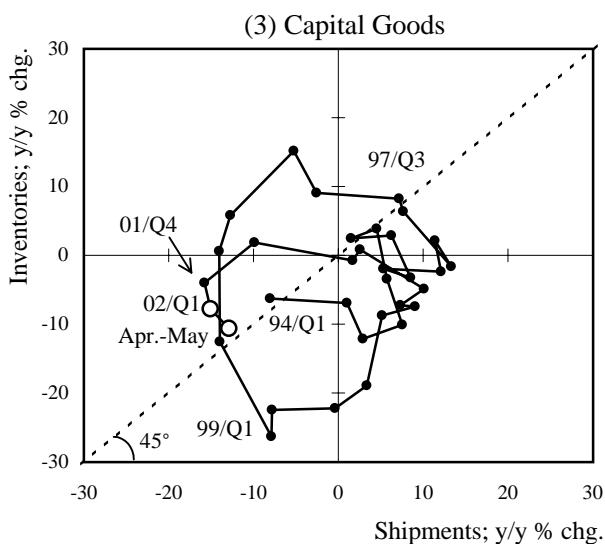 (3) Capital Goods
Inventories; y/y % chg.
30
20
10
0
-10
-20
-30
97/Q3
01/Q4
02/Q1
94/Q1
Apr.-May
99/Q1
45°
-30
-20
-10
0
10
20
30
Shipments; y/y % chg.